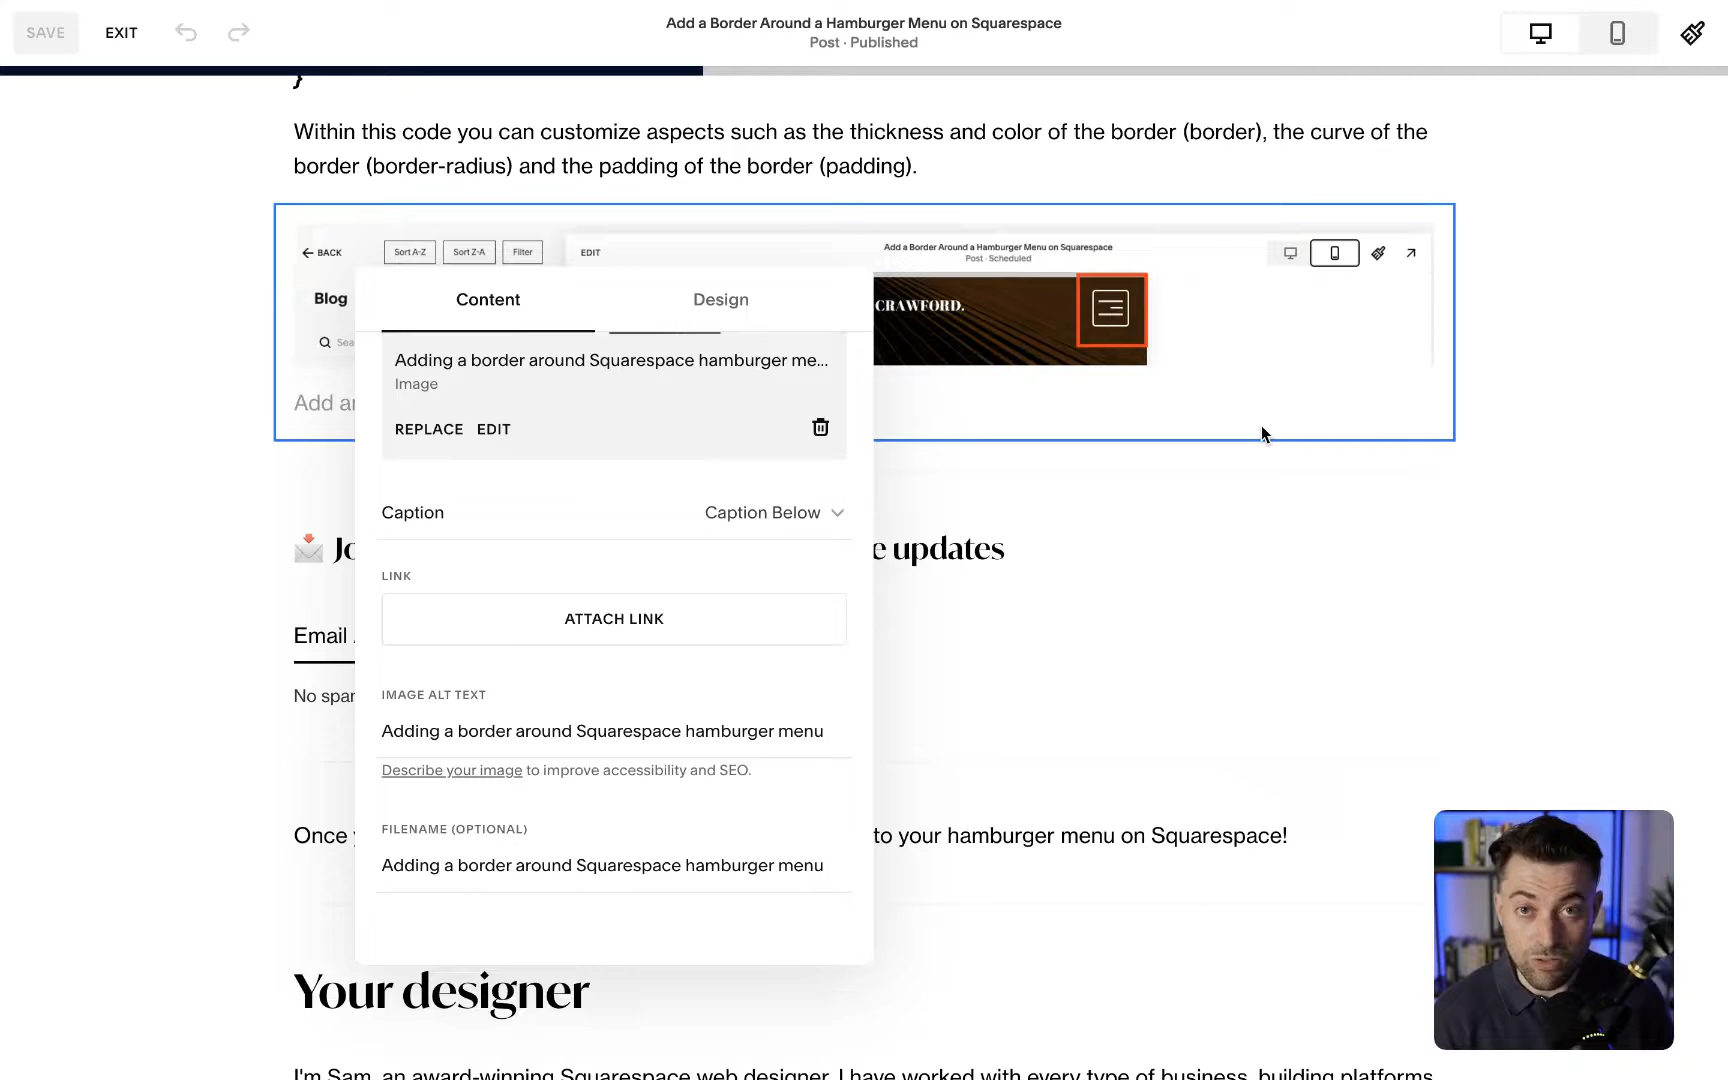 SAVE
EXIT
Add a Border Around a Hamburger Menu on Squarespace
Post · Published
}
Within this code you can customize aspects such as the thickness and color of the border (border), the curve of the
border (border-radius) and the padding of the border (padding).
BACK
Sort A-Z
Sort Z-A
Filter
EDIT
Add a Border Around a Hamburger Menu on Squarespace
Post · Scheduled
Blog
Sea
CRAWFORD.
Content
Design
Adding a border around Squarespace hamburger me...
Image
REPLACE
EDIT
Add ar
Caption
Caption Below
LINK
ATTACH LINK
Jo
e updates
Email
IMAGE ALT TEXT
No spar
Adding a border around Squarespace hamburger menu
Describe your image to improve accessibility and SEO.
FILENAME (OPTIONAL)
Once y
to your hamburger menu on Squarespace!
Adding a border around Squarespace hamburger menu
Your designer
I'm Sam, an award-winning Squarespace web designer. I have worked with every type of business, building platforms